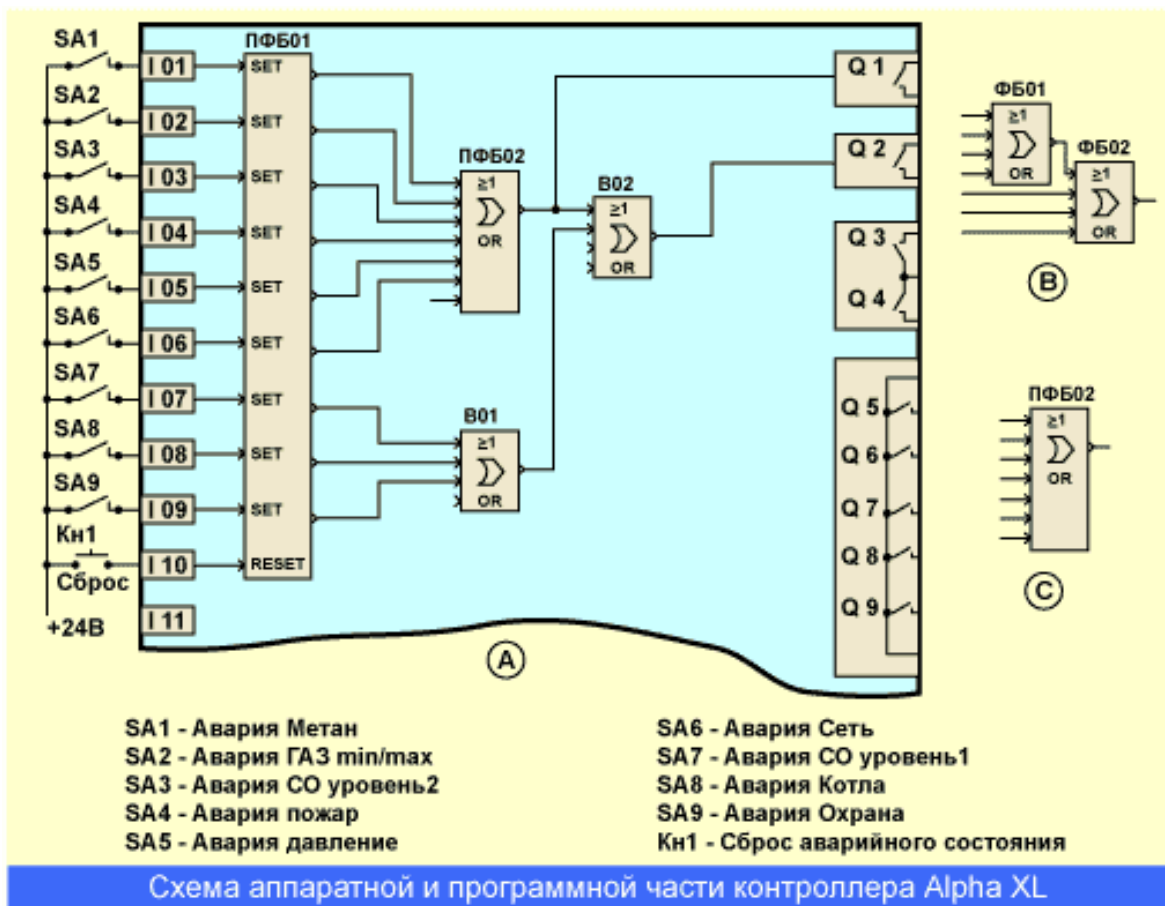 SA1
SA2
SA3
SA4
SA5
SA6
SA7
SA8
SA9
Кн1
Сброс
+24В
I 01
I 02
I 03
I 04
I 05
I 06
I 07
I 08
I 09
I 10
I 11
ПФБ01
SET
SET
SET
SET
SET
SET
SET
SET
SET
RESET
ПФБ02
≥1
OR
B01
≥1
OR
B02
≥1
OR
Q 1
Q 2
Q 3
Q 4
Q 5
Q 6
Q 7
Q 8
Q 9
A
ФБ01
≥1
OR
ФБ02
≥1
OR
B
ПФБ02
≥1
OR
C
SA1 - Авария Метан
SA2 - Авария ГАЗ min/max
SA3 - Авария СО уровень2
SA4 - Авария пожар
SA5 - Авария давление
SA6 - Авария Сеть
SA7 - Авария СО уровень1
SA8 - Авария Котла
SA9 - Авария Охрана
Кн1 - Сброс аварийного состояния
Схема аппаратной и программной части контроллера Alpha XL